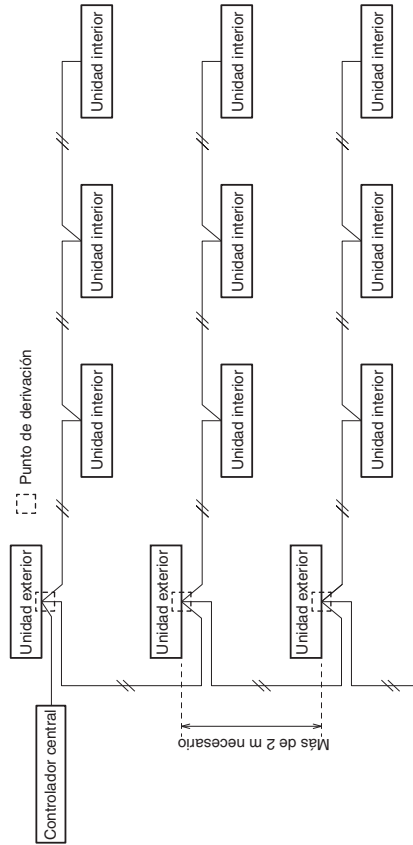 Punto de derivación
Controlador central
Unidad exterior
Unidad interior
Unidad interior
Unidad interior
Unidad exterior
Unidad interior
Unidad interior
Unidad interior
Unidad exterior
Unidad interior
Unidad interior
Unidad interior
Más de 2 m necesario